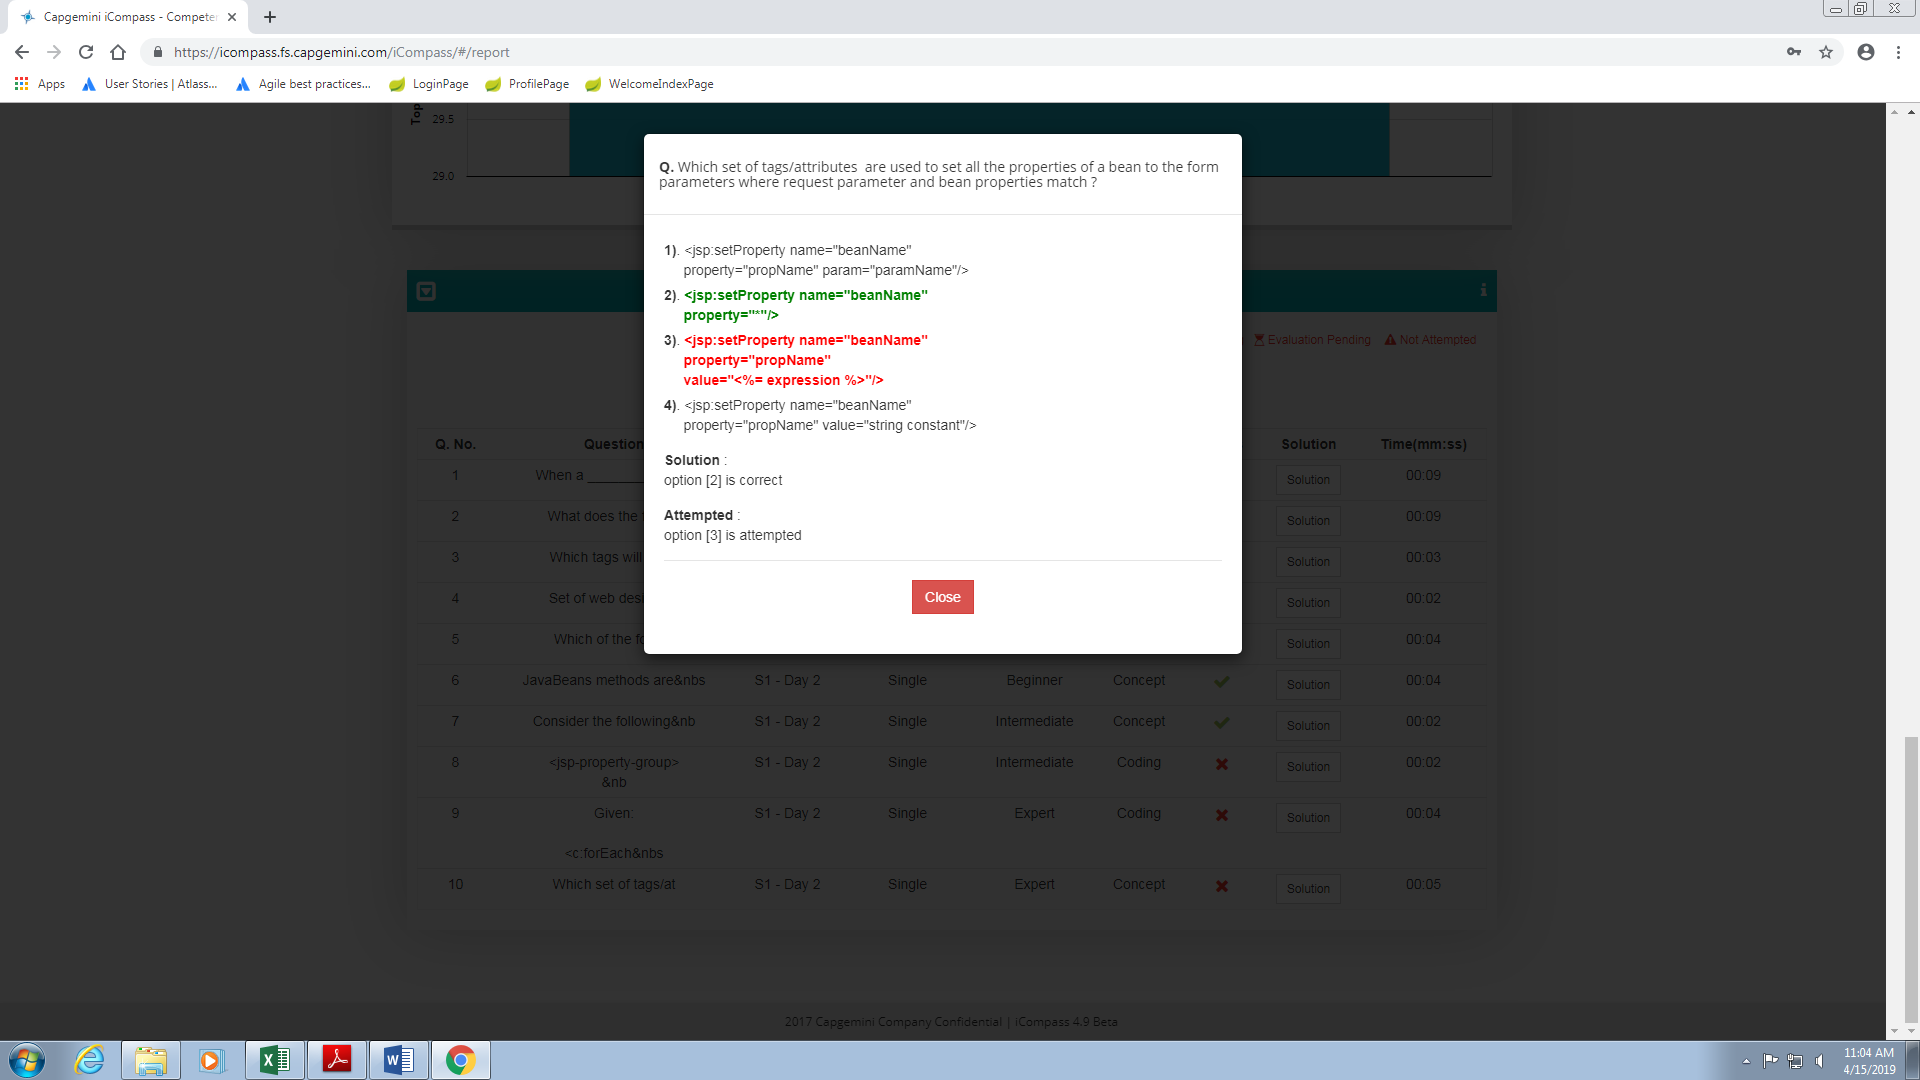 Capgemini iCompass - Competen
https://icompass.fs.capgemini.com/iCompass/#/report
Apps User Stories | Atlass... Agile best practices... LoginPage ProfilePage WelcomeIndexPage
29.5
29.0
Q. Which set of tags/attributes are used to set all the properties of a bean to the form
parameters where request parameter and bean properties match ?
1). <jsp:setProperty name="beanName"
property="propName" param="paramName"/>
2). <jsp:setProperty name="beanName"
property="*"/>
3). <jsp:setProperty name="beanName"
property="propName"
value="<%= expression %>"/>
4). <jsp:setProperty name="beanName"
property="propName" value="string constant"/>
Solution :
option [2] is correct
Attempted :
option [3] is attempted
Close
Evaluation Pending Not Attempted
Q. No. Question Solution Time(mm:ss)
1 When a ________ Solution 00:09
2 What does the Solution 00:09
3 Which tags will Solution 00:03
4 Set of web des Solution 00:02
5 Which of the fo Solution 00:04
6 JavaBeans methods are&nbs S1 - Day 2 Single Beginner Concept Solution 00:04
7 Consider the following&nb S1 - Day 2 Single Intermediate Concept Solution 00:02
8 <jsp-property-group> S1 - Day 2 Single Intermediate Coding Solution 00:02
&nb
9 Given: S1 - Day 2 Single Expert Coding Solution 00:04
<c:forEach&nbs
10 Which set of tags/at S1 - Day 2 Single Expert Concept Solution 00:05
2017 Capgemini Company Confidential | iCompass 4.9 Beta
11:04 AM
4/15/2019